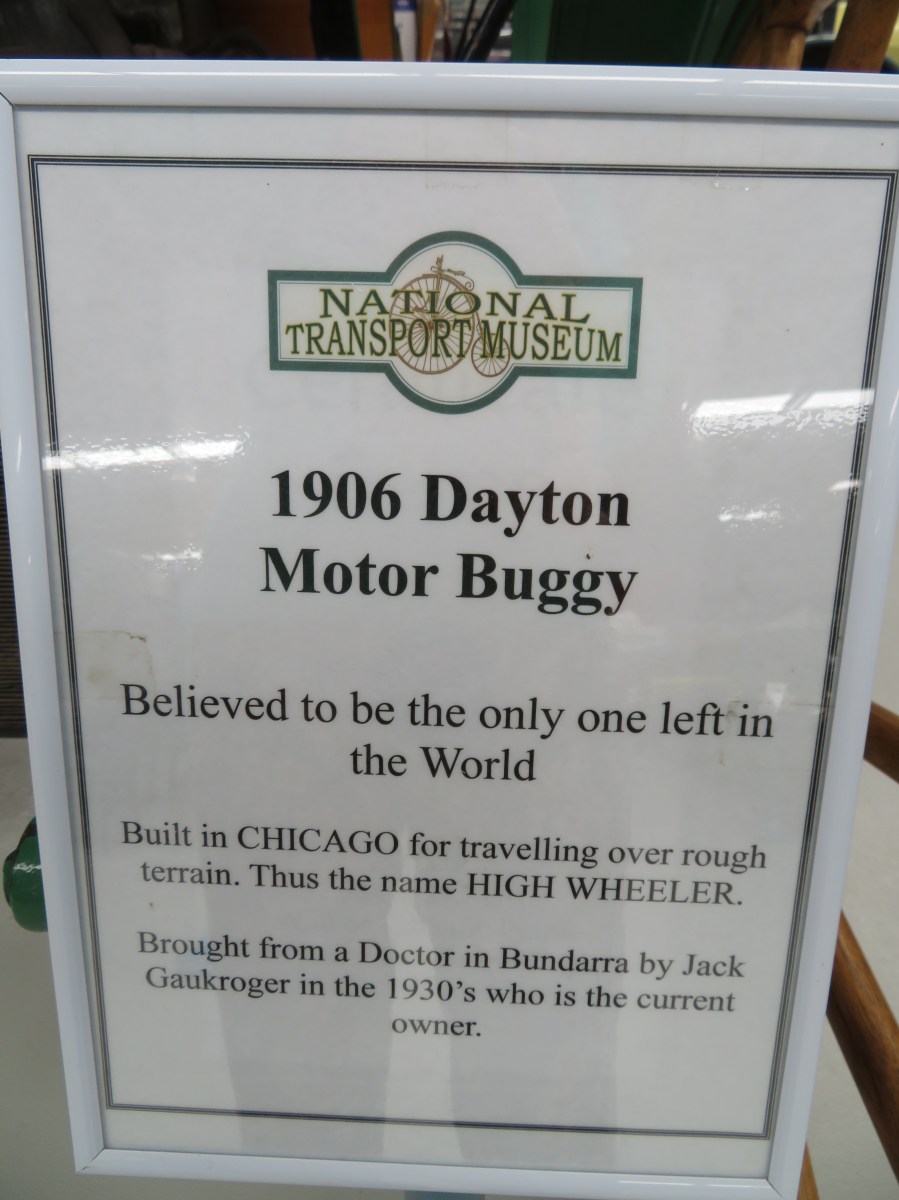 NATIONAL
TRANSPORT MUSEUM
1906 Dayton
Motor Buggy
Believed to be the only one left in
the World
Built in CHICAGO for travelling over rough
terrain. Thus the name HIGH WHEELER.
Brought from a Doctor in Bundarra by Jack
Gaukroger in the 1930's who is the current
owner.